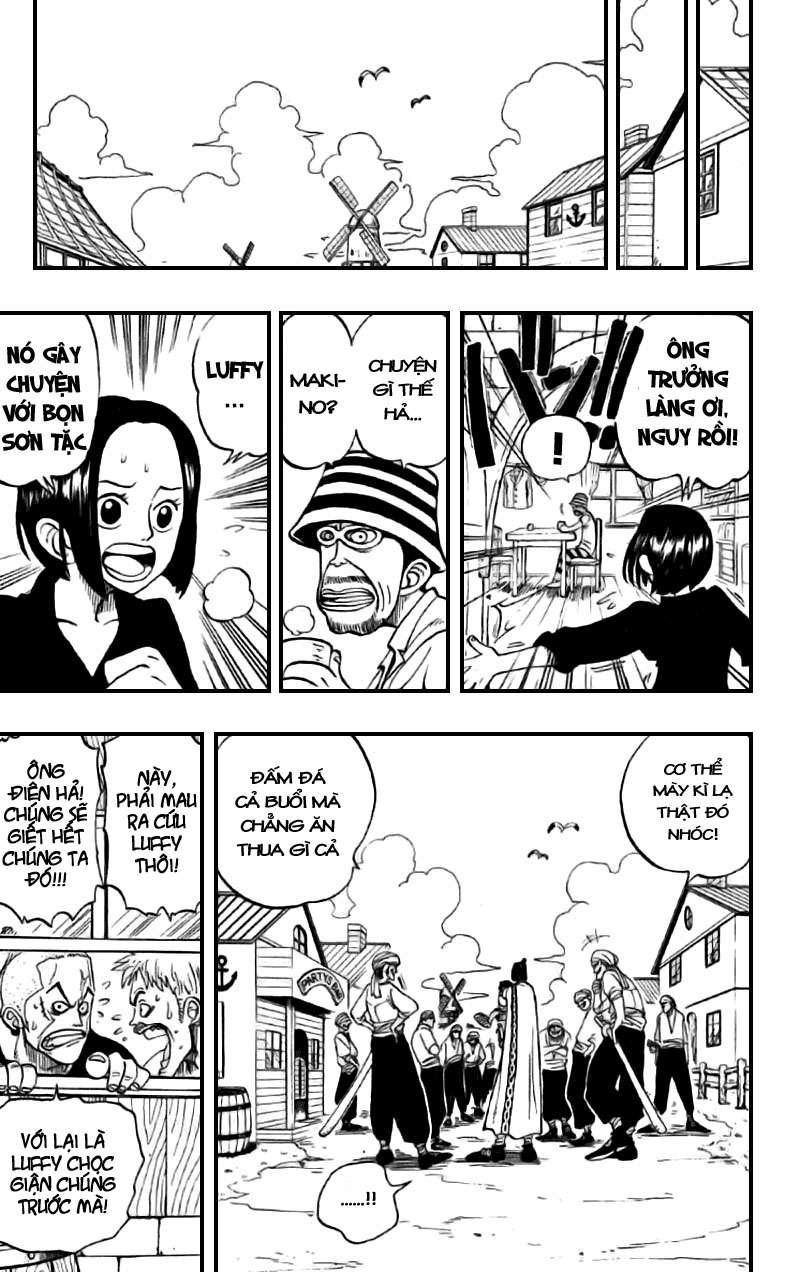 ÔNG
TRƯỞNG
LÀNG ƠI,
NGUY RỒI!
!
CHUYỆN
GÌ THẾ
HẢ...
MAKI-
NO?
LUFFY
...
NÓ GÂY
CHUYỆN
VỚI BỌN
SƠN TẶC
CƠ THỂ
MÀY KÌ LẠ
THẬT ĐÓ
NHÓC!
ĐẤM ĐÁ
CẢ BUỔI MÀ
CHẲNG ĂN
THUA GÌ CẢ
PARTYS BAR
......!!
NÀY,
PHẢI MAU
RA CỨU
LUFFY
THÔI!
ÔNG
ĐIÊN HẢ!
CHÚNG SẼ
GIẾT HẾT
CHÚNG TA
ĐÓ!!!
VỚI LẠI LÀ
LUFFY CHỌC
GIẬN CHÚNG
TRƯỚC MÀ!